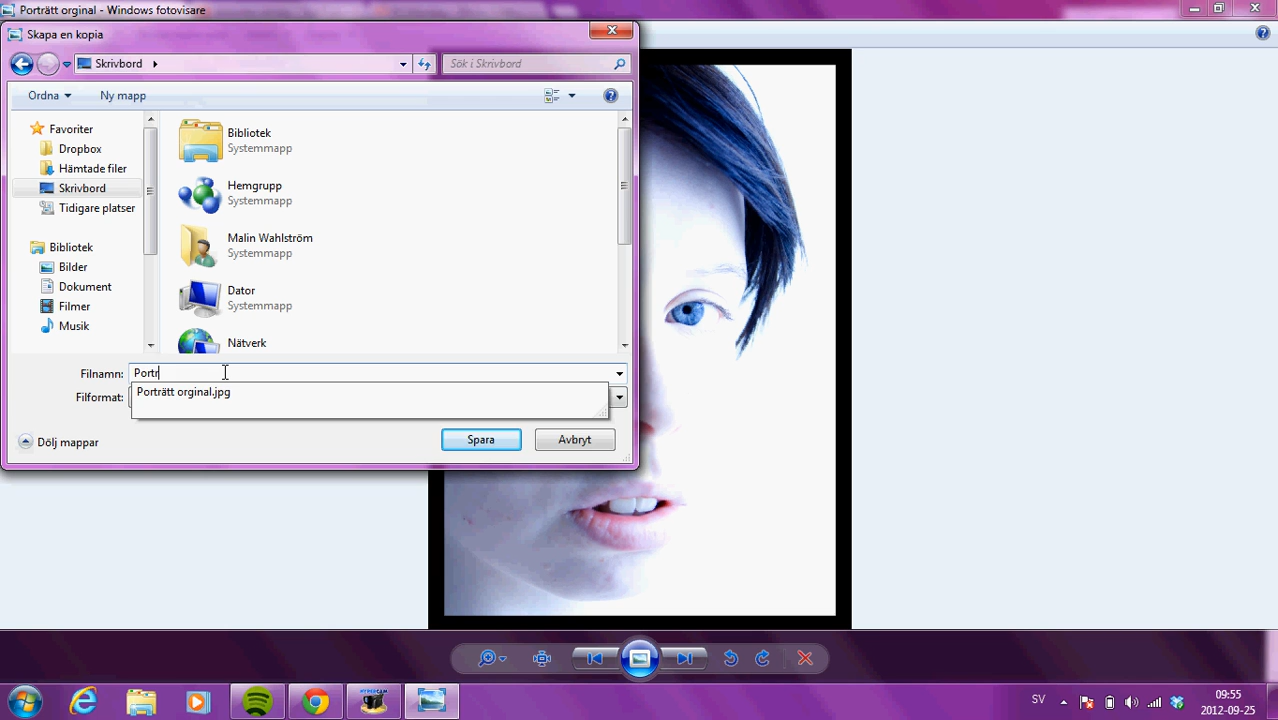 Porträtt orginal - Windows fotovisare
Skapa en kopia
Skrivbord
Sök i Skrivbord
Ordna
Ny mapp
Favoriter
Dropbox
Hämtade filer
Skrivbord
Tidigare platser
Bibliotek
Bilder
Dokument
Filmer
Musik
Bibliotek
Systemmapp
Hemgrupp
Systemmapp
Malin Wahlström
Systemmapp
Dator
Systemmapp
Nätverk
Filnamn: Portr
Porträtt orginal.jpg
Filformat:
Dölj mappar
Spara
Avbryt
HYPERCAM
SV
09:55
2012-09-25